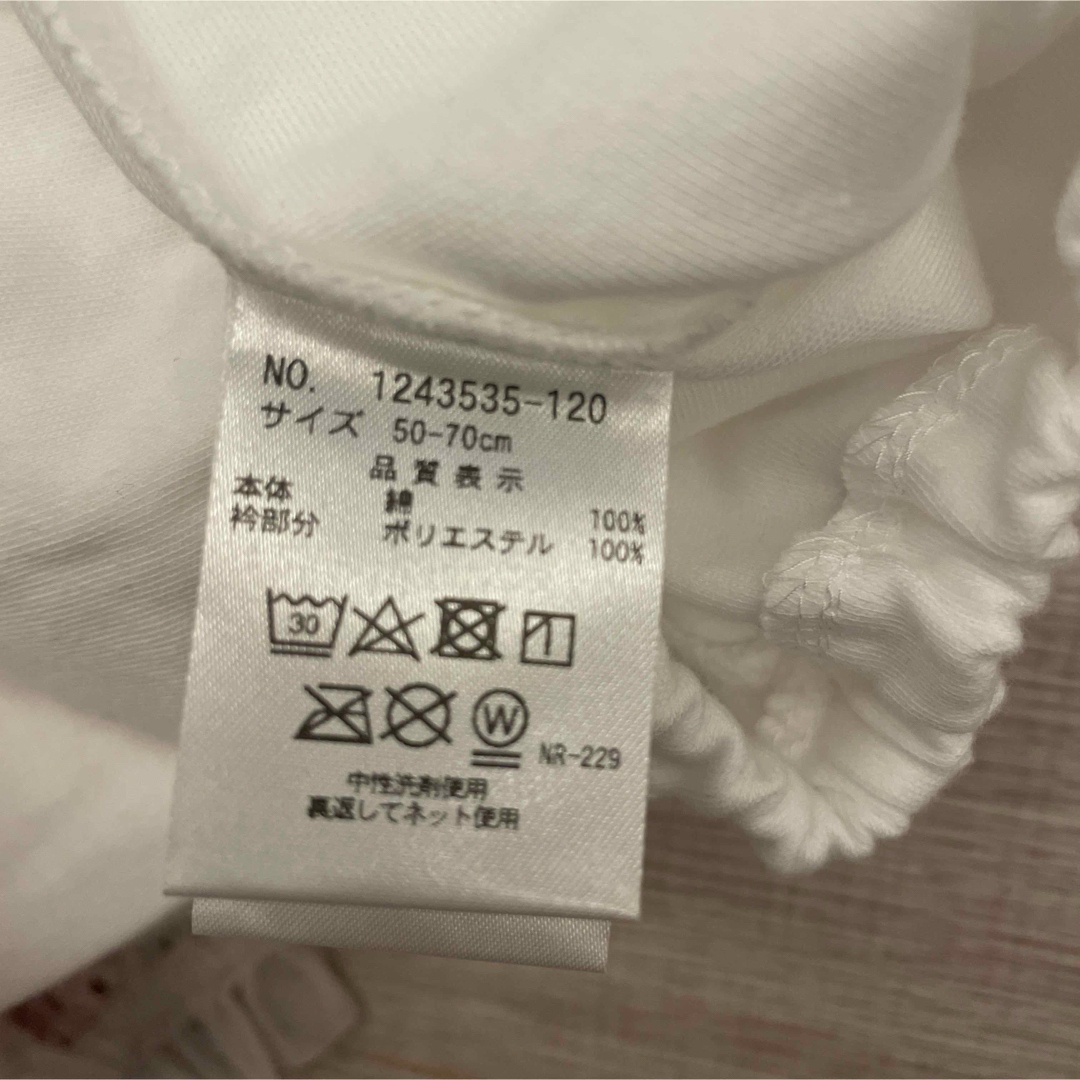 NO. 1243535-120
サイズ 50-70cm
品質表示
本体 綿 100%
衿部分 ポリエステル 100%
30
W NR-229
中性洗剤使用
裏返してネット使用